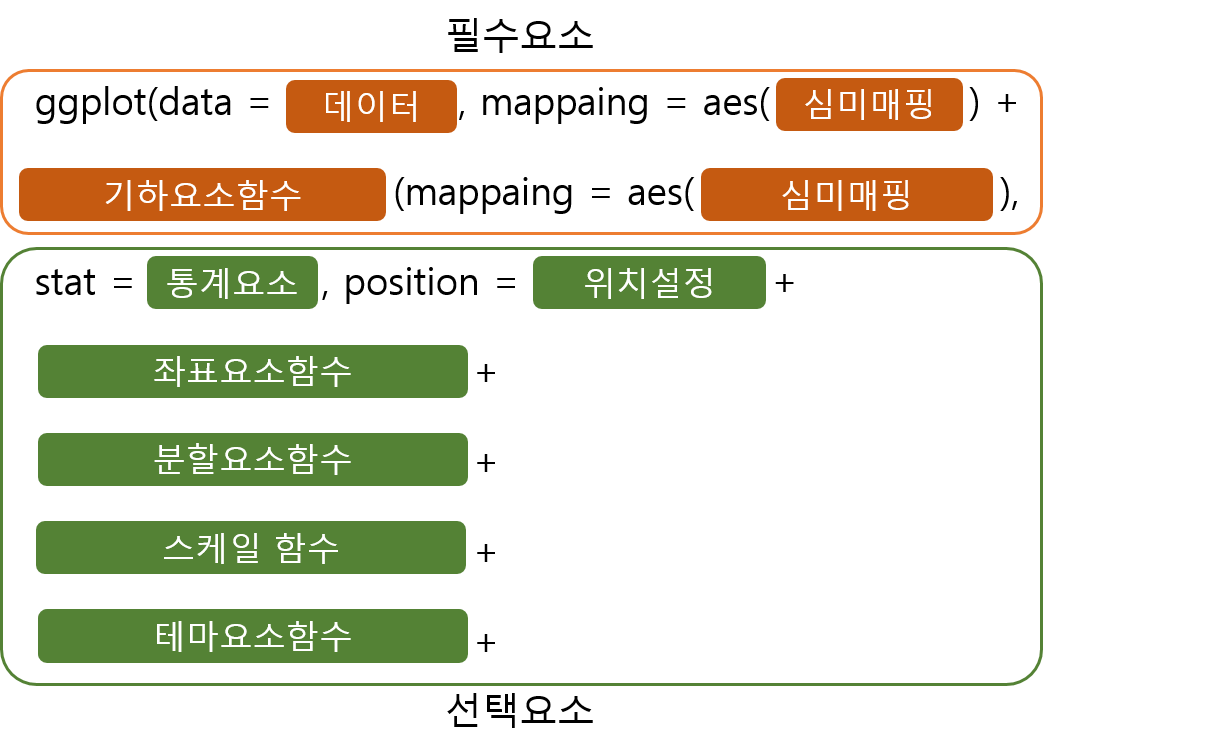 필수요소
ggplot(data = 데이터, mappaing = aes( 심미매핑 ) +
기하요소함수 (mappaing = aes( 심미매핑 ),
stat = 통계요소, position = 위치설정 +
좌표요소함수 +
분할요소함수 +
스케일 함수 +
테마요소함수 +
선택요소